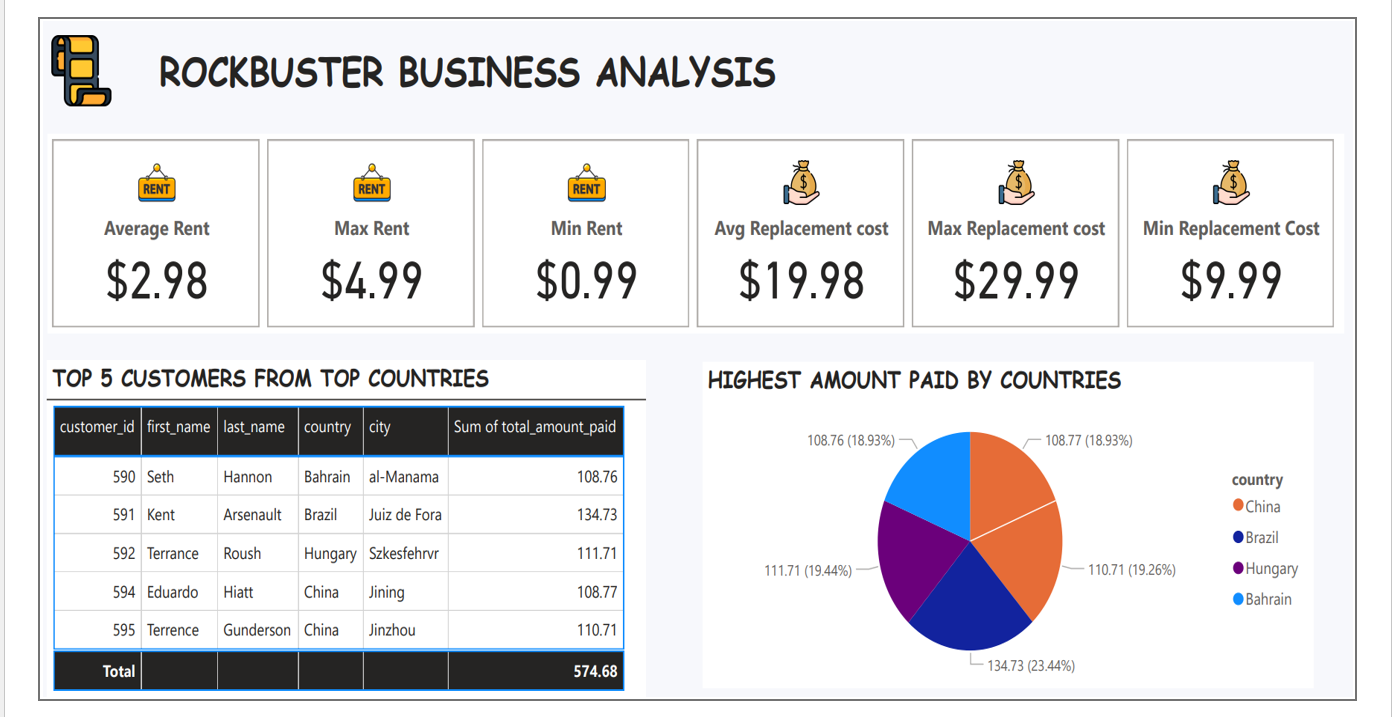 ROCKBUSTER BUSINESS ANALYSIS
RENT
Average Rent
$2.98
RENT
Max Rent
$4.99
RENT
Min Rent
$0.99
$
Avg Replacement cost
$19.98
$
Max Replacement cost
$29.99
$
Min Replacement Cost
$9.99
TOP 5 CUSTOMERS FROM TOP COUNTRIES
customer_id first_name last_name country city Sum of total_amount_paid
590 Seth Hannon Bahrain al-Manama 108.76
591 Kent Arsenault Brazil Juiz de Fora 134.73
592 Terrance Roush Hungary Szkesfehrvr 111.71
594 Eduardo Hiatt China Jining 108.77
595 Terrence Gunderson China Jinzhou 110.71
Total 574.68
HIGHEST AMOUNT PAID BY COUNTRIES
108.76 (18.93%)
108.77 (18.93%)
111.71 (19.44%)
110.71 (19.26%)
134.73 (23.44%)
country
China
Brazil
Hungary
Bahrain